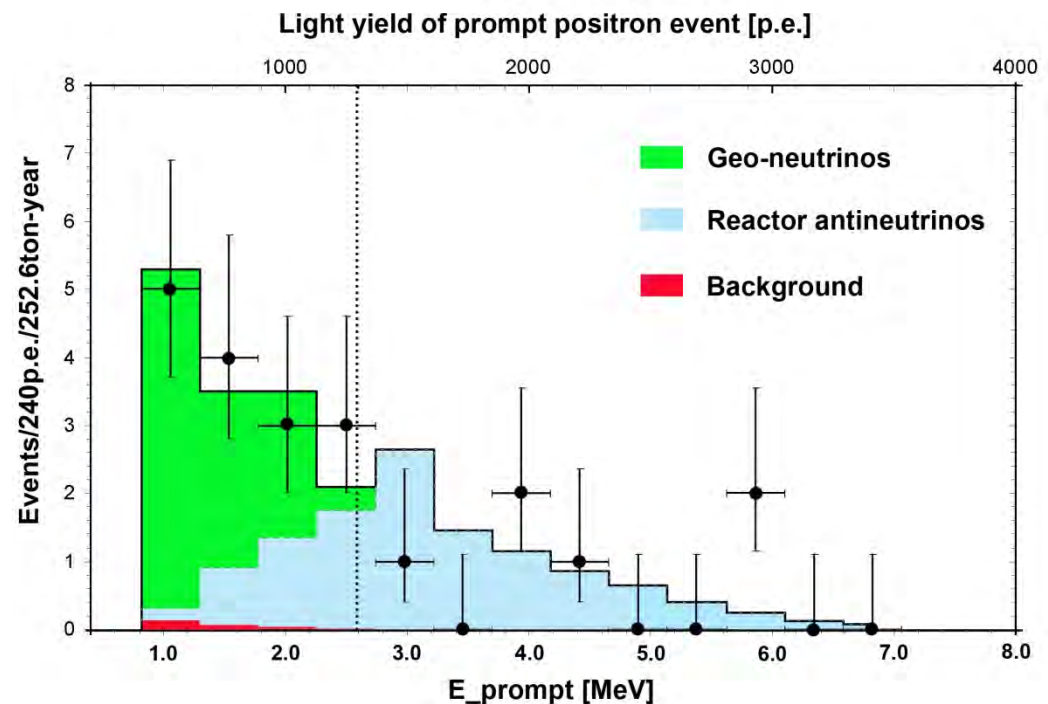 Light yield of prompt positron event [p.e.]
1000 2000 3000 4000
8
7
6
5
4
3
2
1
0
Events/240p.e./252.6ton-year
Geo-neutrinos
Reactor antineutrinos
Background
1.0 2.0 3.0 4.0 5.0 6.0 7.0 8.0
E_prompt [MeV]